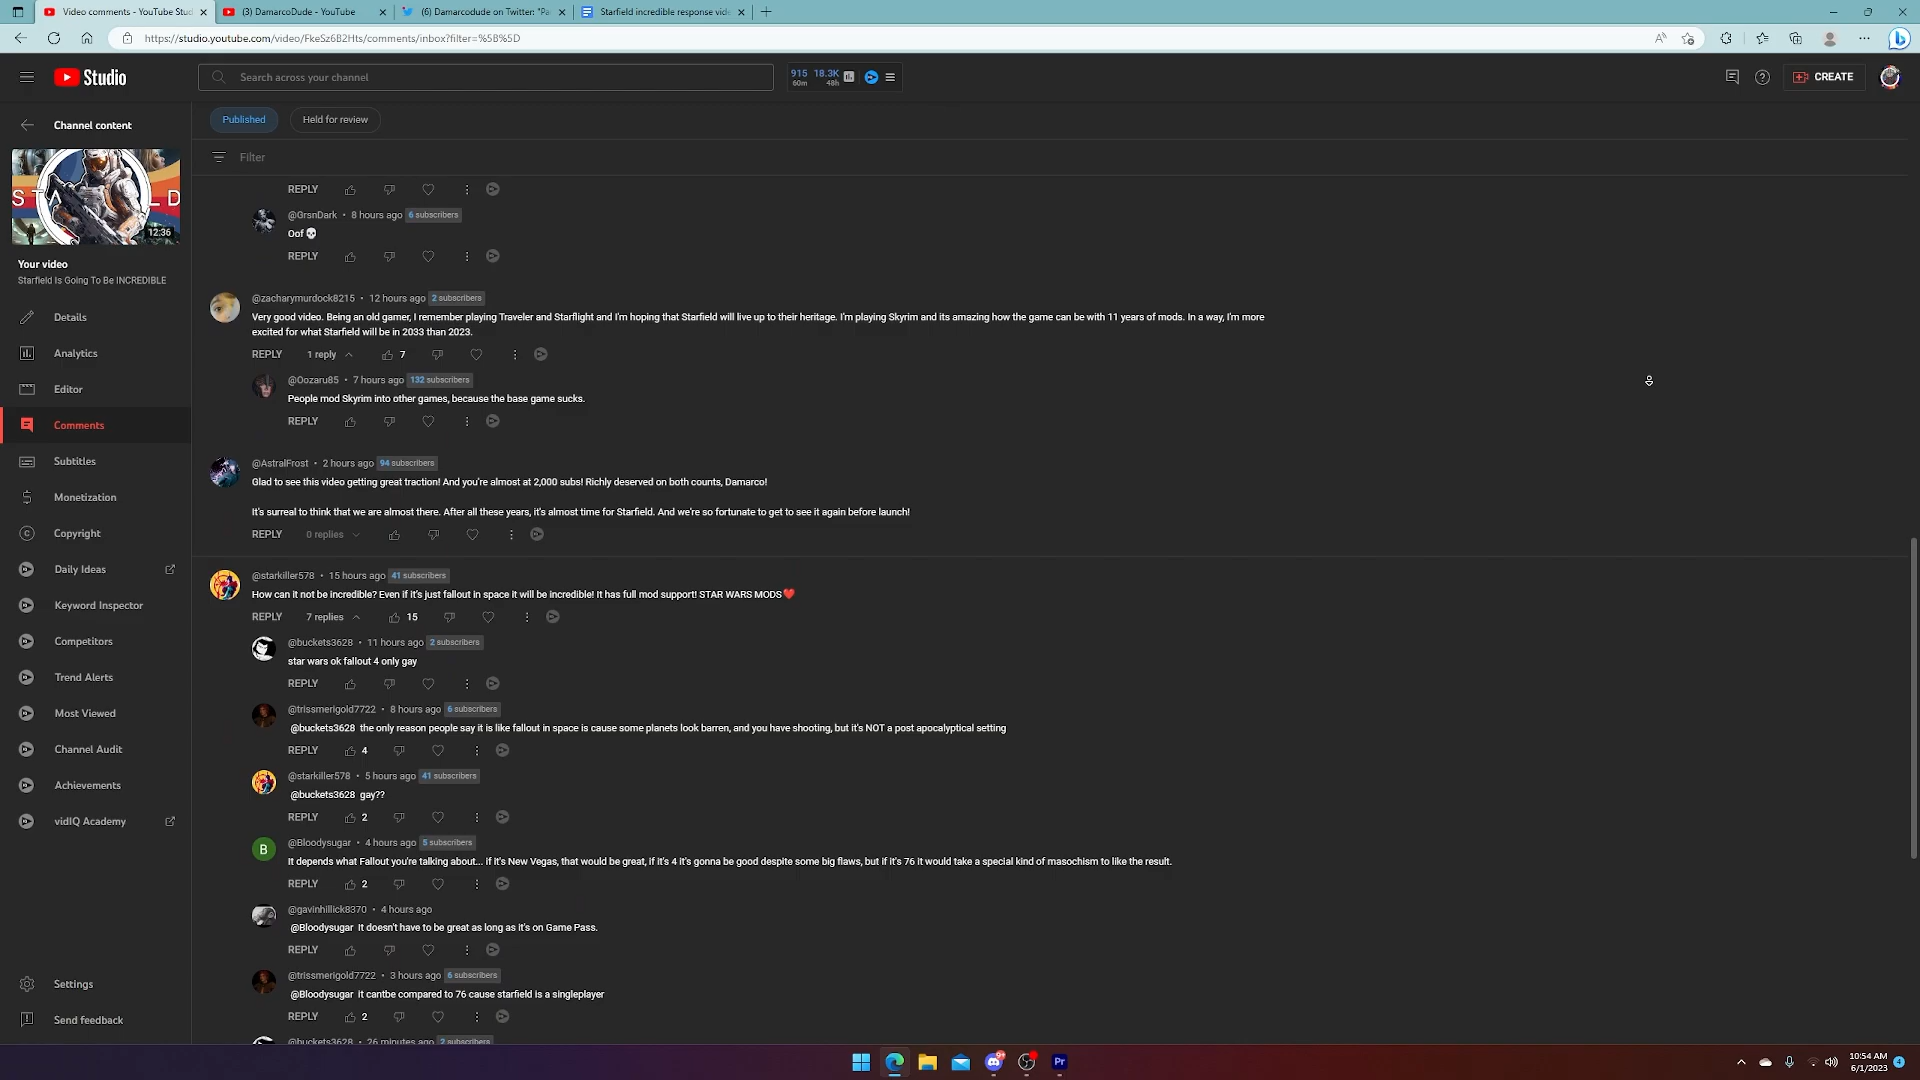 Video comments - YouTube Stud
(3) DamarcoDude - YouTube
(6) Damarcodude on Twitter: "Pa
Starfield incredible response vid
https://studio.youtube.com/video/FkeSz6B2Hts/comments/inbox?filter=%5B%5D
Studio
Search across your channel
915 18.3K
60m 48h
CREATE
Channel content
Published
Held for review
Filter
12:36
Your video
Starfield Is Going To Be INCREDIBLE
Details
Analytics
Editor
Comments
Subtitles
Monetization
Copyright
Daily Ideas
Keyword Inspector
Competitors
Trend Alerts
Most Viewed
Channel Audit
Achievements
vidIQ Academy
Settings
Send feedback
REPLY
@GrsnDark • 8 hours ago 6 subscribers
Oof💀
REPLY
@zacharymurdock8215 • 12 hours ago 2 subscribers
Very good video. Being an old gamer, I remember playing Traveler and Starflight and I'm hoping that Starfield will live up to their heritage. I'm playing Skyrim and its amazing how the game can be with 11 years of mods. In a way, I'm more
excited for what Starfield will be in 2033 than 2023.
REPLY 1 reply 7
@Oozaru85 • 7 hours ago 132 subscribers
People mod Skyrim into other games, because the base game sucks.
REPLY
@AstralFrost • 2 hours ago 94 subscribers
Glad to see this video getting great traction! And you're almost at 2,000 subs! Richly deserved on both counts, Damarco!
It's surreal to think that we are almost there. After all these years, it's almost time for Starfield. And we're so fortunate to get to see it again before launch!
REPLY 0 replies
@starkiller578 • 15 hours ago 41 subscribers
How can it not be incredible? Even if it's just fallout in space it will be incredible! It has full mod support! STAR WARS MODS❤️
REPLY 7 replies 15
@buckets3628 • 11 hours ago 2 subscribers
star wars ok fallout 4 only gay
REPLY
@trissmerigold7722 • 8 hours ago 6 subscribers
@buckets3628 the only reason people say it is like fallout in space is cause some planets look barren, and you have shooting, but it's NOT a post apocalyptical setting
REPLY 4
@starkiller578 • 5 hours ago 41 subscribers
@buckets3628 gay??
REPLY 2
B
@Bloodysugar • 4 hours ago 5 subscribers
It depends what Fallout you're talking about... If it's New Vegas, that would be great, if it's 4 it's gonna be good despite some big flaws, but if it's 76 it would take a special kind of masochism to like the result.
REPLY 2
@gavinhillick8370 • 4 hours ago
@Bloodysugar It doesn't have to be great as long as it's on Game Pass.
REPLY
@trissmerigold7722 • 3 hours ago 6 subscribers
@Bloodysugar it cantbe compared to 76 cause starfield is a singleplayer
REPLY 2
@buckets3628 • 26 minutes ago 2 subscribers
Pr
10:54 AM
6/1/2023
4